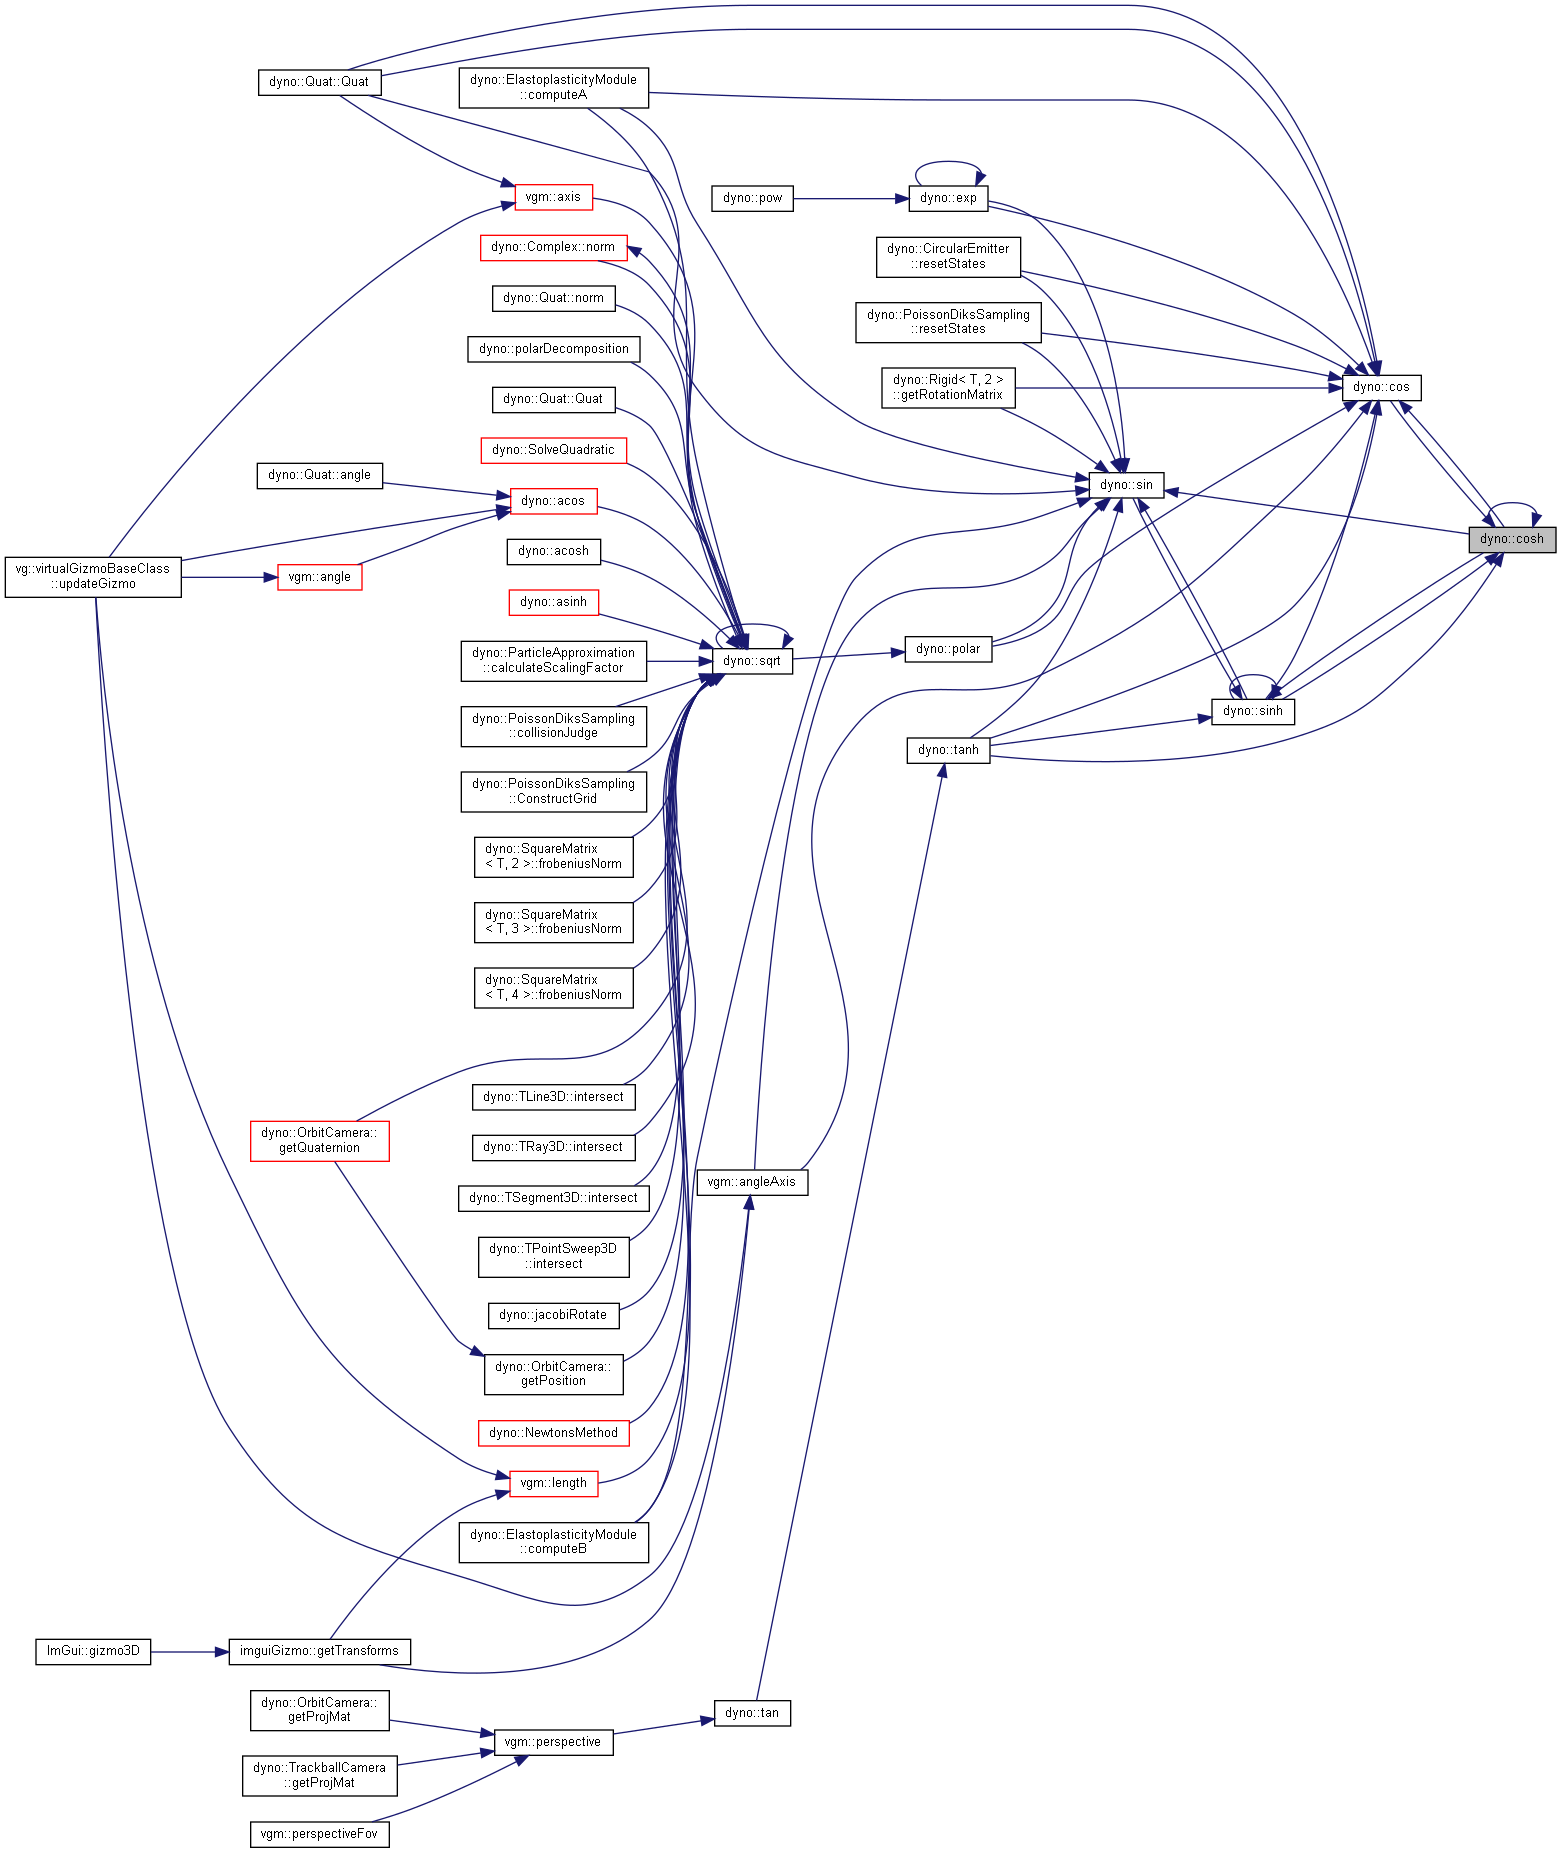 dyno::Quat::Quat
dyno::ElastoplasticityModule
::computeA
vgm::axis
dyno::pow
dyno::exp
dyno::Complex::norm
dyno::CircularEmitter
::resetStates
dyno::Quat::norm
dyno::PoissonDiksSampling
::resetStates
dyno::polarDecomposition
dyno::Rigid< T, 2 >
::getRotationMatrix
dyno::cos
dyno::Quat::Quat
dyno::SolveQuadratic
dyno::Quat::angle
dyno::acos
dyno::sin
dyno::cosh
dyno::acosh
vg::virtualGizmoBaseClass
::updateGizmo
vgm::angle
dyno::asinh
dyno::ParticleApproximation
::calculateScalingFactor
dyno::sqrt
dyno::polar
dyno::PoissonDiksSampling
::collisionJudge
dyno::sinh
dyno::tanh
dyno::PoissonDiksSampling
::ConstructGrid
dyno::SquareMatrix
< T, 2 >::frobeniusNorm
dyno::SquareMatrix
< T, 3 >::frobeniusNorm
dyno::SquareMatrix
< T, 4 >::frobeniusNorm
dyno::TLine3D::intersect
dyno::OrbitCamera::
getQuaternion
dyno::TRay3D::intersect
vgm::angleAxis
dyno::TSegment3D::intersect
dyno::TPointSweep3D
::intersect
dyno::jacobiRotate
dyno::OrbitCamera::
getPosition
dyno::NewtonsMethod
vgm::length
dyno::ElastoplasticityModule
::computeB
ImGui::gizmo3D
imguiGizmo::getTransforms
dyno::OrbitCamera::
getProjMat
dyno::tan
vgm::perspective
dyno::TrackballCamera
::getProjMat
vgm::perspectiveFov